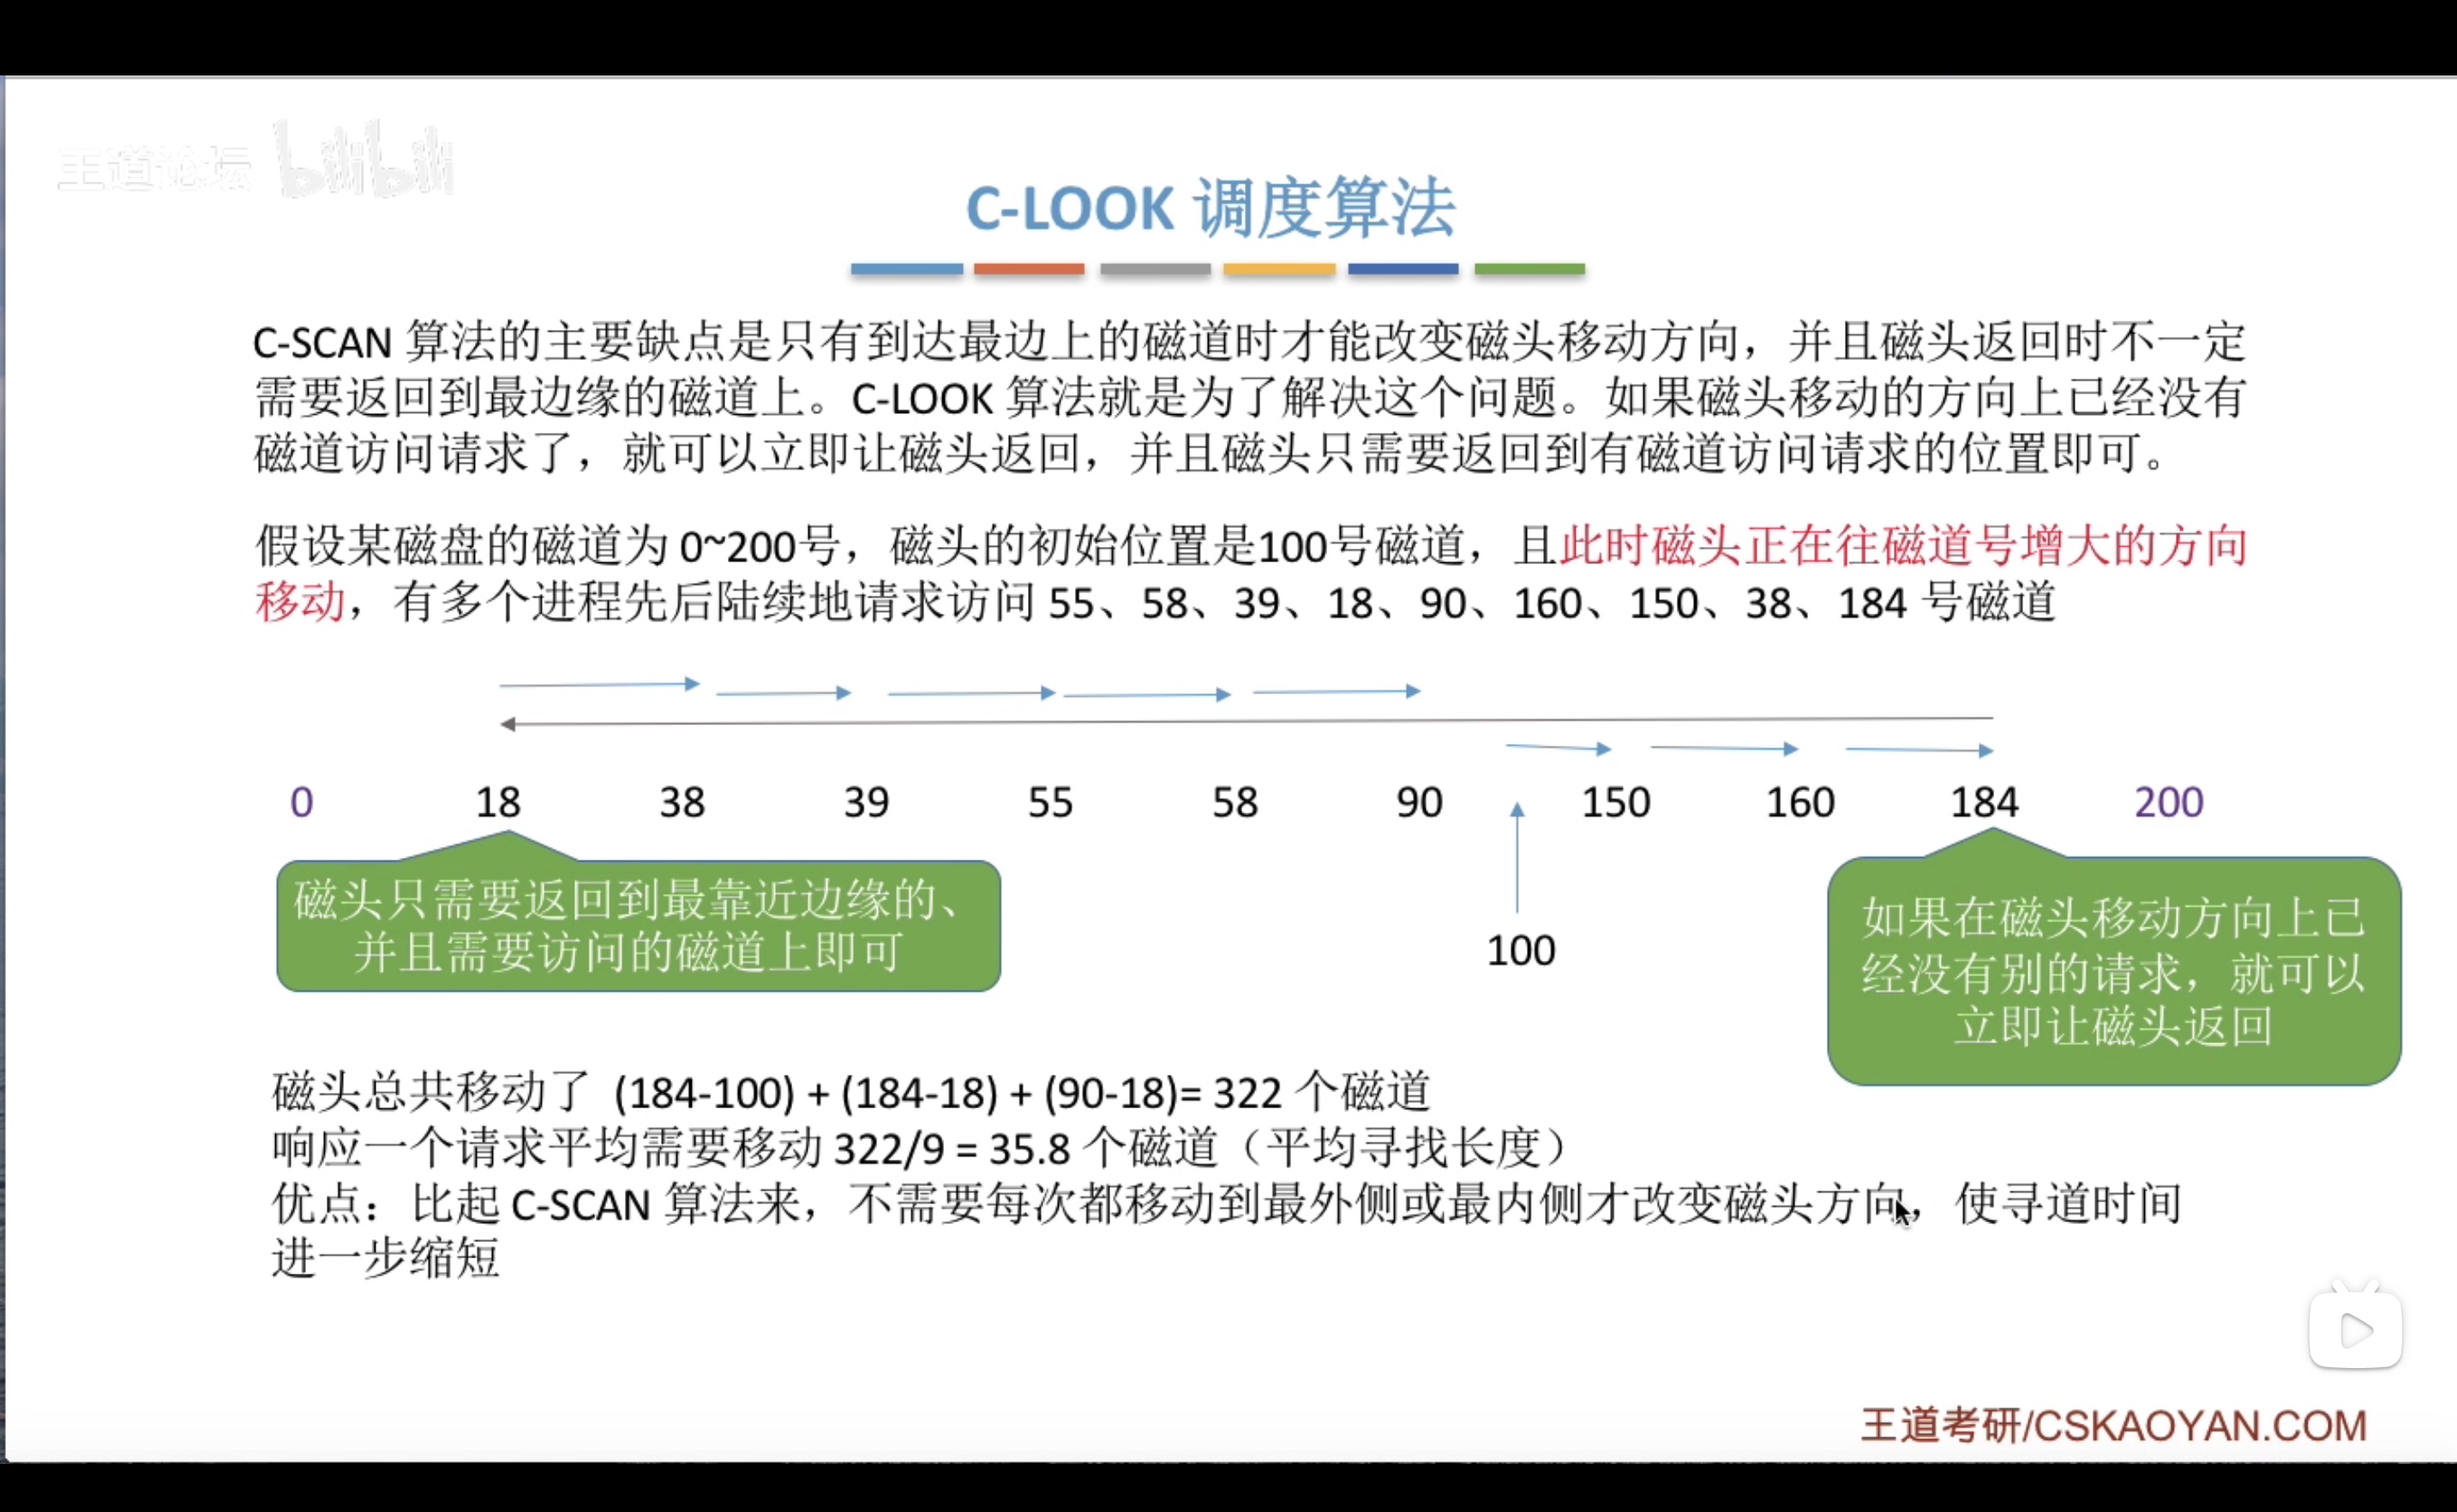 王道论坛 bilibili
C-LOOK 调度算法
C-SCAN 算法的主要缺点是只有到达最边上的磁道时才能改变磁头移动方向，并且磁头返回时不一定
需要返回到最边缘的磁道上。C-LOOK 算法就是为了解决这个问题。如果磁头移动的方向上已经没有
磁道访问请求了，就可以立即让磁头返回，并且磁头只需要返回到有磁道访问请求的位置即可。
假设某磁盘的磁道为 0~200号，磁头的初始位置是100号磁道，且此时磁头正在往磁道号增大的方向
移动，有多个进程先后陆续地请求访问 55、58、39、18、90、160、150、38、184 号磁道
0 18 38 39 55 58 90 150 160 184 200
100
磁头只需要返回到最靠近边缘的、
并且需要访问的磁道上即可
如果在磁头移动方向上已
经没有别的请求，就可以
立即让磁头返回
磁头总共移动了 (184-100) + (184-18) + (90-18)= 322 个磁道
响应一个请求平均需要移动 322/9 = 35.8 个磁道（平均寻找长度）
优点：比起 C-SCAN 算法来，不需要每次都移动到最外侧或最内侧才改变磁头方向，使寻道时间
进一步缩短
王道考研/CSKAOYAN.COM